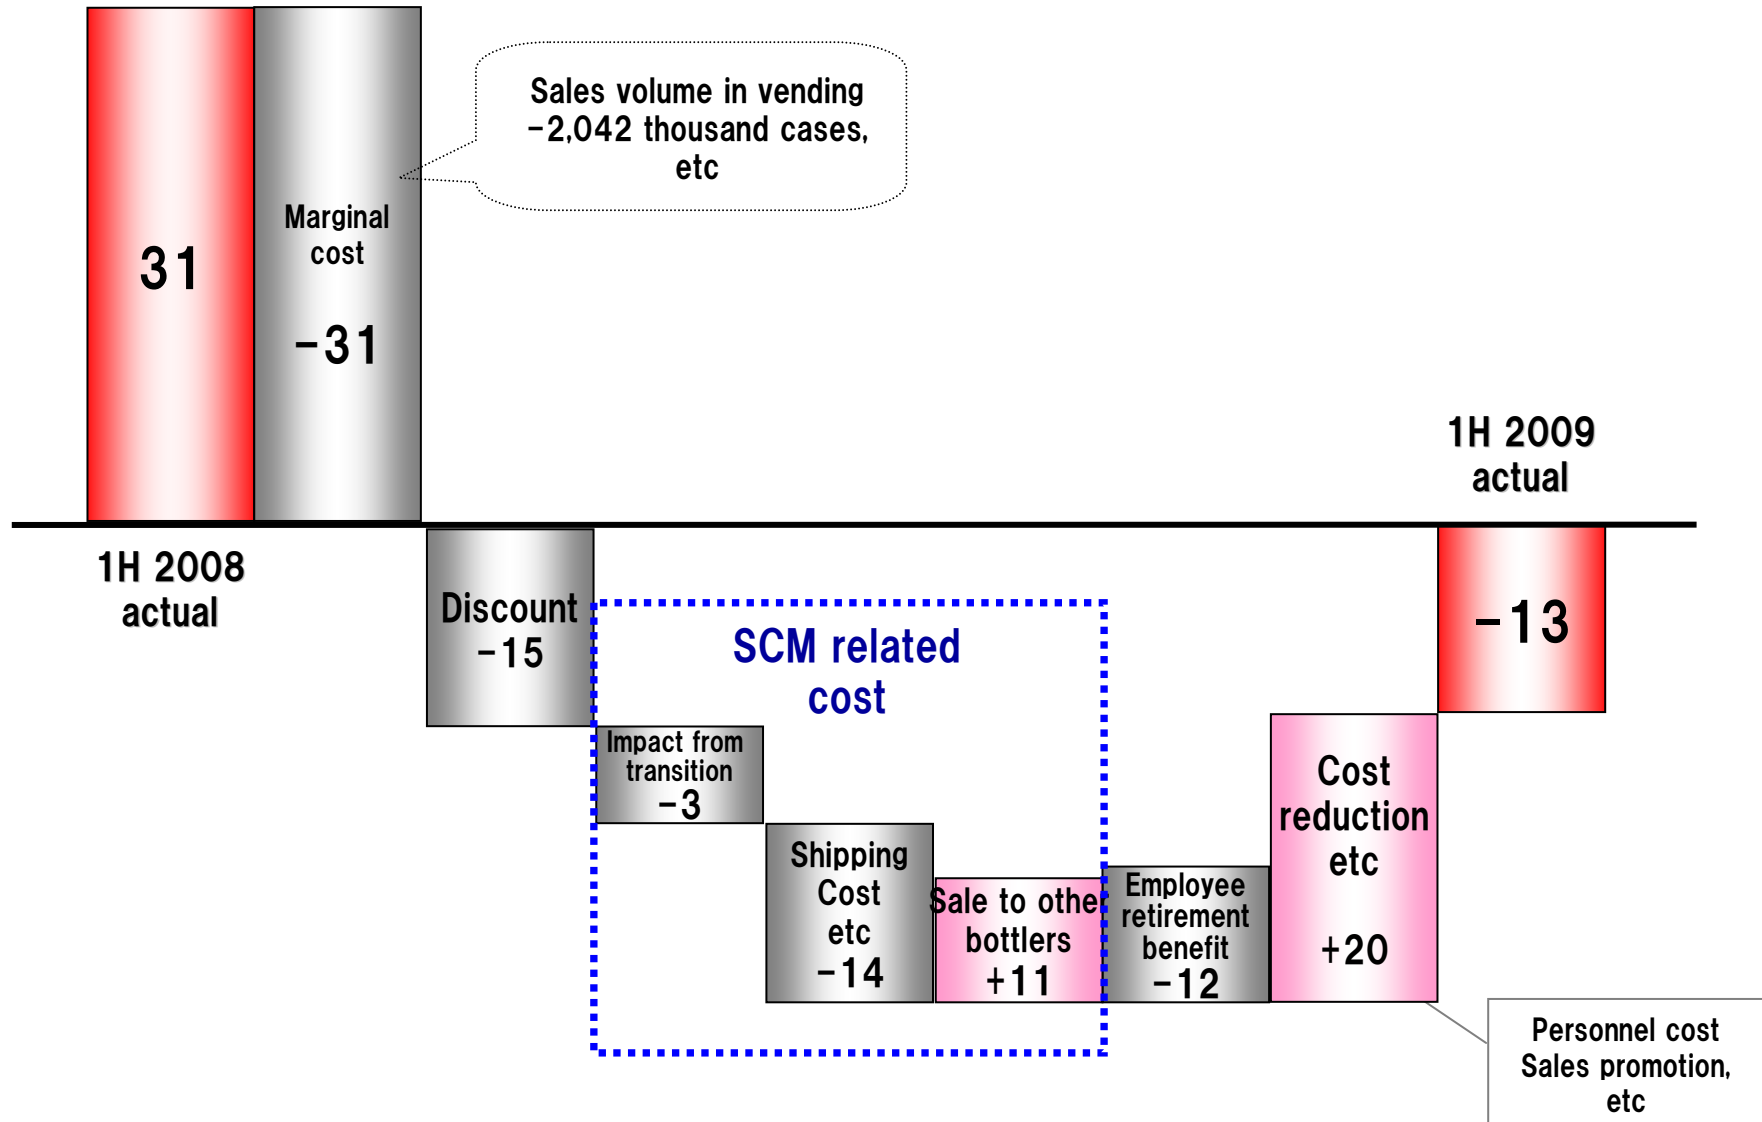 31
Marginal
cost
-31
Sales volume in vending
-2,042 thousand cases,
etc
1H 2008
actual
Discount
-15
SCM related
cost
Impact from
transition
-3
Shipping
Cost
etc
-14
Sale to other
bottlers
+11
Employee
retirement
benefit
-12
Cost
reduction
etc
+20
1H 2009
actual
-13
Personnel cost
Sales promotion,
etc